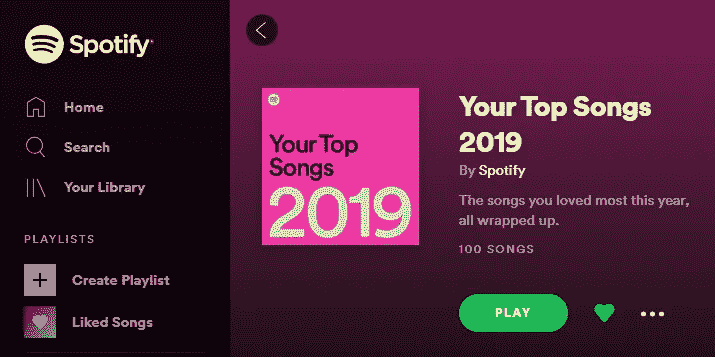 Spotify
Home
Search
Your Library
PLAYLISTS
Create Playlist
Liked Songs
Your Top
Songs
2019
Your Top Songs
2019
By Spotify
The songs you loved most this year,
all wrapped up.
100 SONGS
PLAY